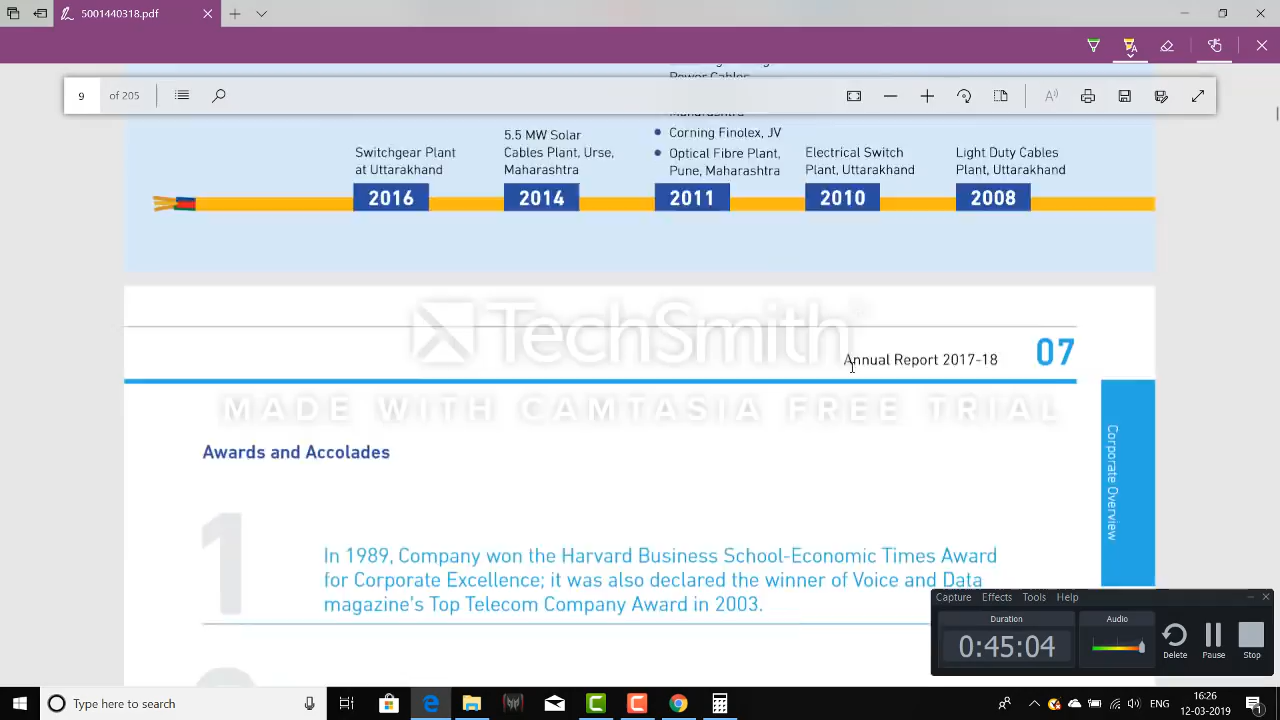 5001440318.pdf
9 of 205
Power Cables
Maharashtra
Corning Finolex, JV
Optical Fibre Plant,
Pune, Maharashtra
5.5 MW Solar
Cables Plant, Urse,
Maharashtra
Switchgear Plant
at Uttarakhand
Electrical Switch
Plant, Uttarakhand
Light Duty Cables
Plant, Uttarakhand
2016
2014
2011
2010
2008
TechSmith
Annual Report 2017-18
07
MADE WITH CAMTASIA FREE TRIAL
Awards and Accolades
Corporate Overview
1
In 1989, Company won the Harvard Business School-Economic Times Award
for Corporate Excellence; it was also declared the winner of Voice and Data
magazine's Top Telecom Company Award in 2003.
Capture Effects Tools Help
Duration
Audio
0:45:04
Delete
Pause
Stop
Type here to search
ENG
16:26
12-03-2019